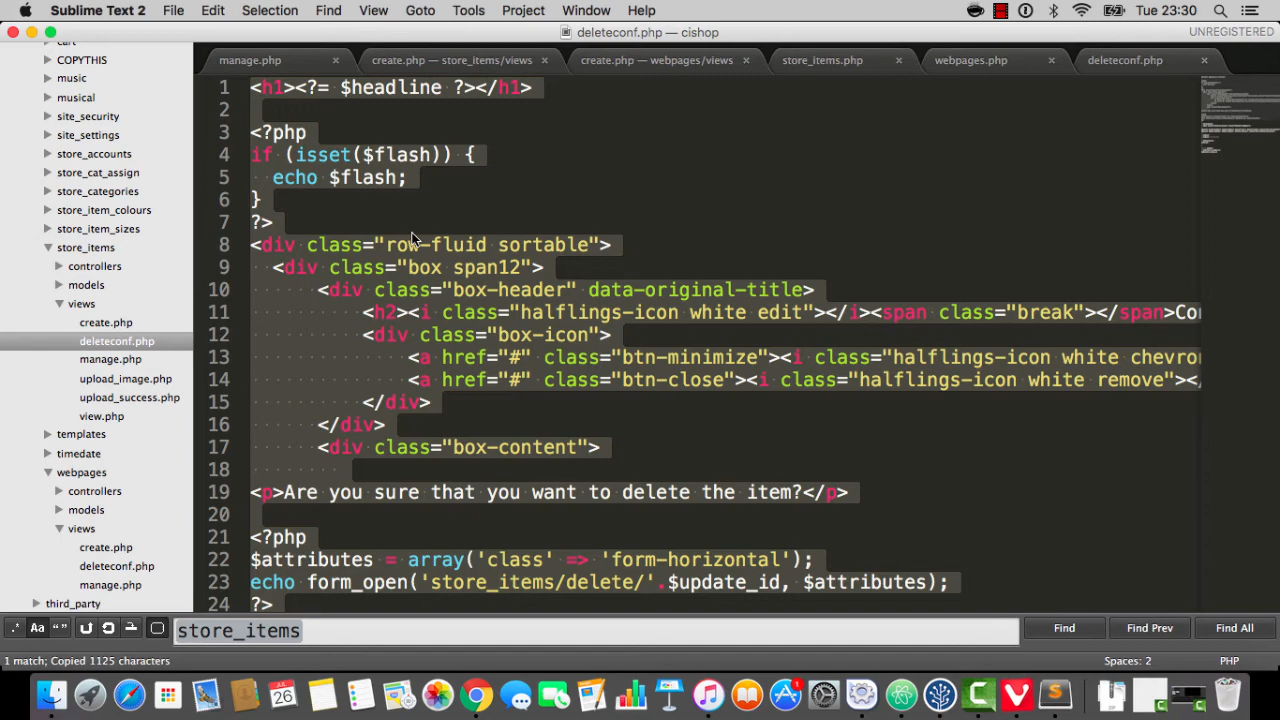 Sublime Text 2 File Edit Selection Find View Goto Tools Project Window Help Tue 23:30
deleteconf.php — cishop UNREGISTERED
manage.php × create.php — store_items/views × create.php — webpages/views × store_items.php × webpages.php × deleteconf.php ×
COPYTHIS
music
musical
site_security
site_settings
store_accounts
store_cat_assign
store_categories
store_item_colours
store_item_sizes
store_items
controllers
models
views
create.php
deleteconf.php
manage.php
upload_image.php
upload_success.php
view.php
templates
timedate
webpages
controllers
models
views
create.php
deleteconf.php
manage.php
third_party
1 <h1><?= $headline ?></h1>
2
3 <?php
4 if (isset($flash)) {
5 echo $flash;
6 }
7 ?>
8 <div class="row-fluid sortable">
9 <div class="box span12">
10 <div class="box-header" data-original-title>
11 <h2><i class="halflings-icon white edit"></i><span class="break"></span>Co
12 <div class="box-icon">
13 <a href="#" class="btn-minimize"><i class="halflings-icon white chevro
14 <a href="#" class="btn-close"><i class="halflings-icon white remove"></
15 </div>
16 </div>
17 <div class="box-content">
18
19 <p>Are you sure that you want to delete the item?</p>
20
21 <?php
22 $attributes = array('class' => 'form-horizontal');
23 echo form_open('store_items/delete/'.$update_id, $attributes);
24 ?>
.* Aa “” store_items Find Find Prev Find All
1 match; Copied 1125 characters Spaces: 2 PHP